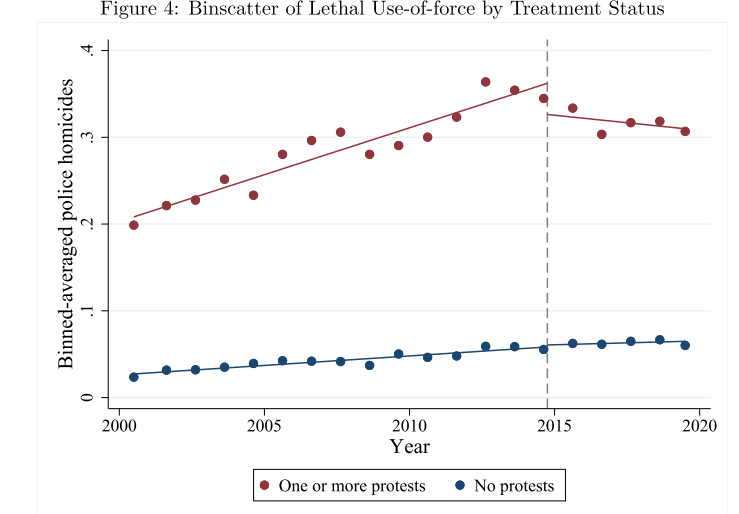 Figure 4: Binscatter of Lethal Use-of-force by Treatment Status
Binned-averaged police homicides
.4
.3
.2
.1
0
2000
2005
2010
2015
2020
Year
One or more protests
No protests